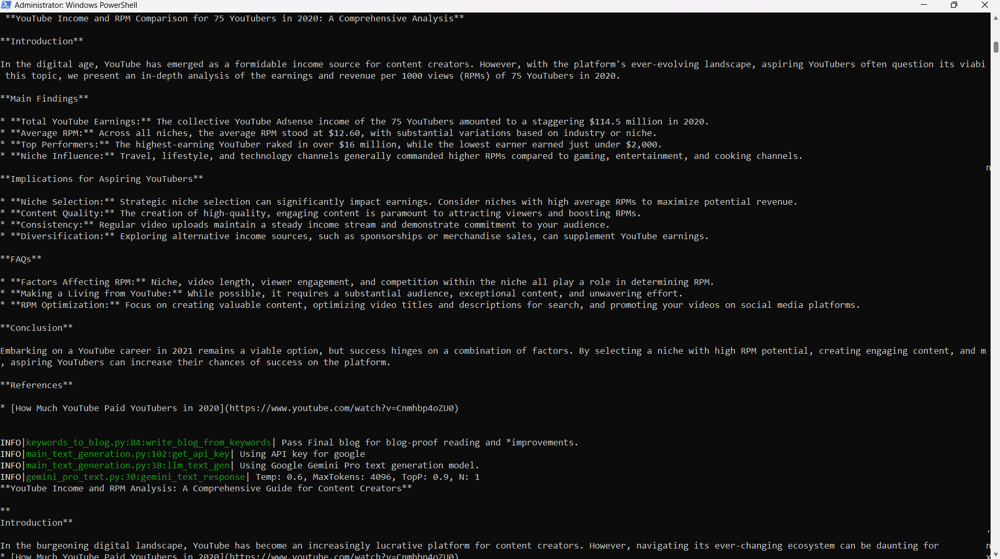 Administrator: Windows PowerShell
**YouTube Income and RPM Comparison for 75 YouTubers in 2020: A Comprehensive Analysis**
**Introduction**
In the digital age, YouTube has emerged as a formidable income source for content creators. However, with the platform's ever-evolving landscape, aspiring YouTubers often question its viabi
this topic, we present an in-depth analysis of the earnings and revenue per 1000 views (RPMs) of 75 YouTubers in 2020.
**Main Findings**
* **Total YouTube Earnings:** The collective YouTube Adsense income of the 75 YouTubers amounted to a staggering $114.5 million in 2020.
* **Average RPM:** Across all niches, the average RPM stood at $12.60, with substantial variations based on industry or niche.
* **Top Performers:** The highest-earning YouTuber raked in over $16 million, while the lowest earner earned just under $2,000.
* **Niche Influence:** Travel, lifestyle, and technology channels generally commanded higher RPMs compared to gaming, entertainment, and cooking channels.
n
**Implications for Aspiring YouTubers**
* **Niche Selection:** Strategic niche selection can significantly impact earnings. Consider niches with high average RPMs to maximize potential revenue.
* **Content Quality:** The creation of high-quality, engaging content is paramount to attracting viewers and boosting RPMs.
* **Consistency:** Regular video uploads maintain a steady income stream and demonstrate commitment to your audience.
* **Diversification:** Exploring alternative income sources, such as sponsorships or merchandise sales, can supplement YouTube earnings.
**FAQs**
* **Factors Affecting RPM:** Niche, video length, viewer engagement, and competition within the niche all play a role in determining RPM.
* **Making a Living from YouTube:** While possible, it requires a substantial audience, exceptional content, and unwavering effort.
* **RPM Optimization:** Focus on creating valuable content, optimizing video titles and descriptions for search, and promoting your videos on social media platforms.
**Conclusion**
Embarking on a YouTube career in 2021 remains a viable option, but success hinges on a combination of factors. By selecting a niche with high RPM potential, creating engaging content, and m
, aspiring YouTubers can increase their chances of success on the platform.
**References**
* [How Much YouTube Paid YouTubers in 2020](https://www.youtube.com/watch?v=Cnmhbp4oZU0)
INFO|keywords_to_blog.py:84:write_blog_from_keywords| Pass Final blog for blog-proof reading and *improvements.
INFO|main_text_generation.py:102:get_api_key| Using API key for google
INFO|main_text_generation.py:38:llm_text_gen| Using Google Gemini Pro text generation model.
INFO|gemini_pro_text.py:30:gemini_text_response| Temp: 0.6, MaxTokens: 4096, TopP: 0.9, N: 1
**YouTube Income and RPM Analysis: A Comprehensive Guide for Content Creators**
**
Introduction**
'
In the burgeoning digital landscape, YouTube has become an increasingly lucrative platform for content creators. However, navigating its ever-changing ecosystem can be daunting for n
* [How Much YouTube Paid YouTubers in 2020](https://www.youtube.com/watch?v=Cnmhbp4oZU0) x